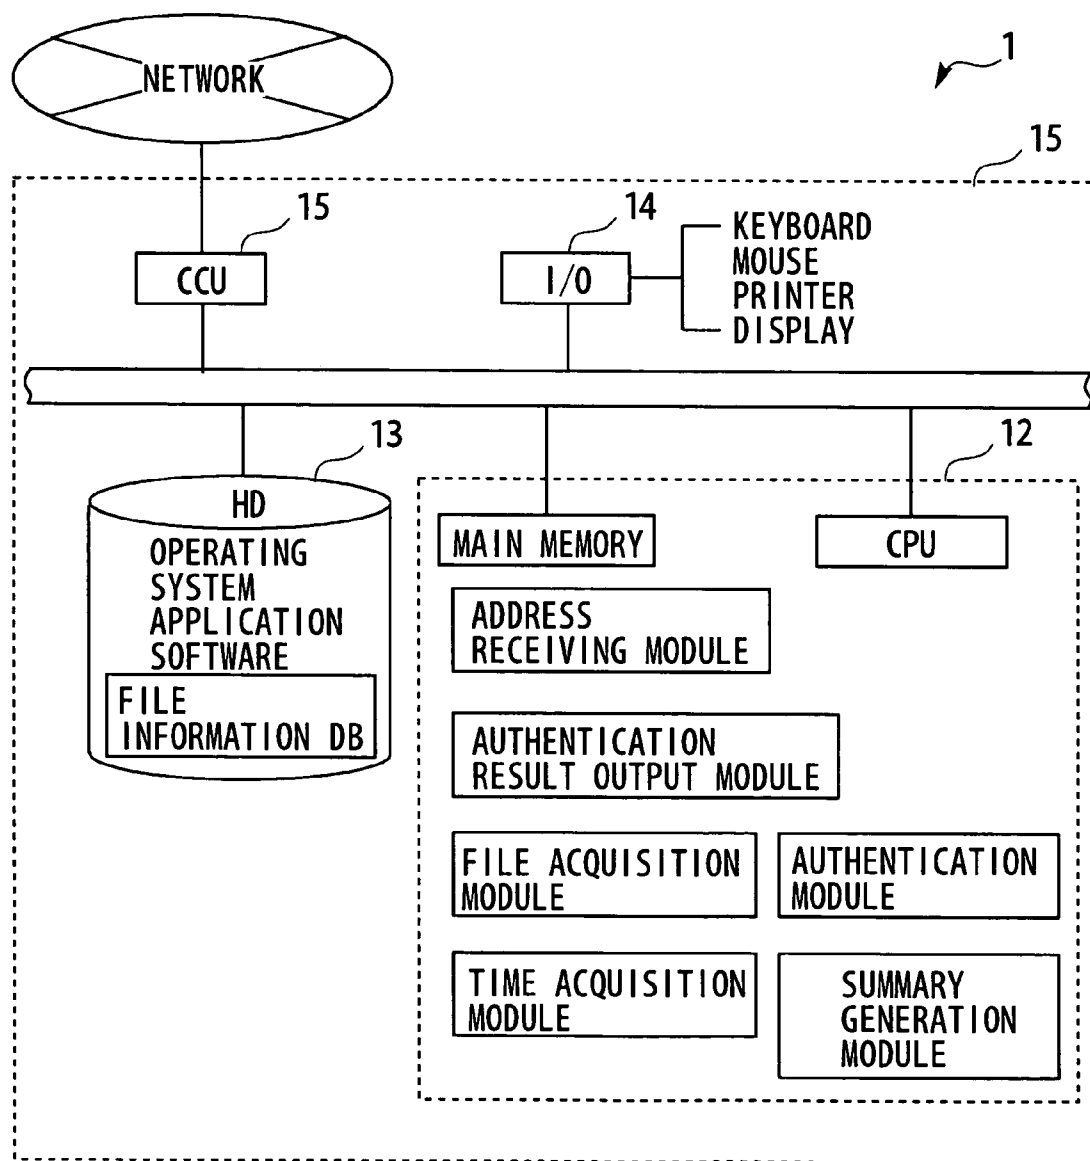 1
NETWORK
15
15
14
CCU
I/O
KEYBOARD
MOUSE
PRINTER
DISPLAY
13
12
HD
OPERATING
SYSTEM
APPLICATION
SOFTWARE
FILE
INFORMATION DB
MAIN MEMORY
CPU
ADDRESS
RECEIVING MODULE
AUTHENTICATION
RESULT OUTPUT MODULE
FILE ACQUISITION
MODULE
AUTHENTICATION
MODULE
TIME ACQUISITION
MODULE
SUMMARY
GENERATION
MODULE